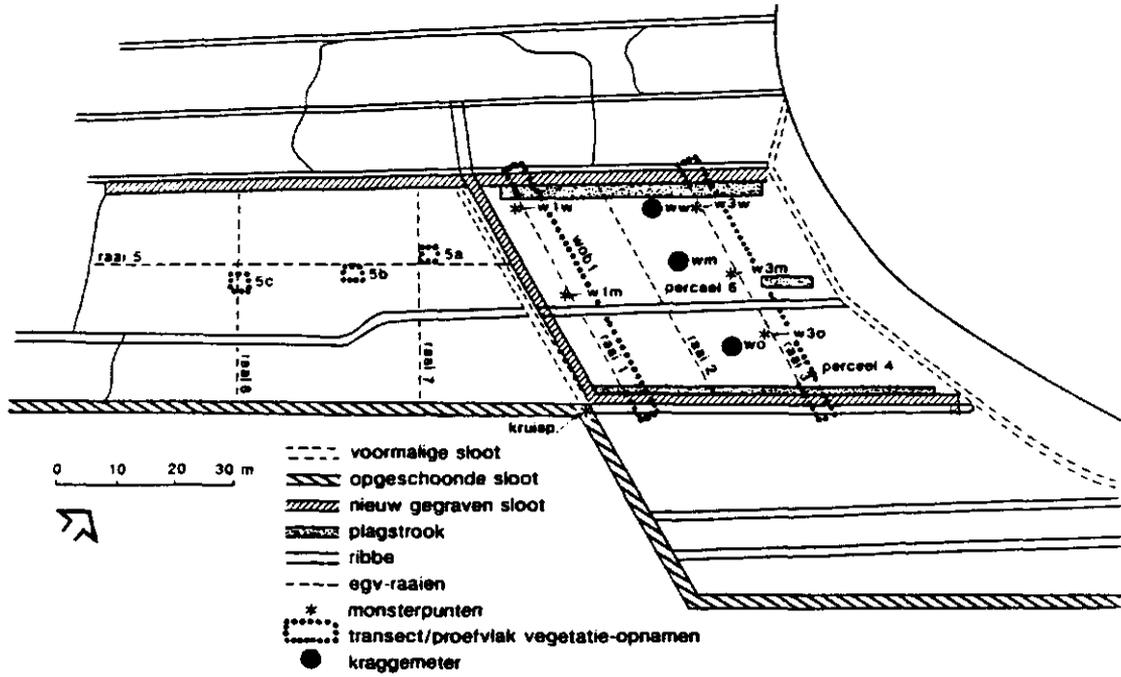 w1w
ww
w3w
wob1
raai 5
5a
5b
5c
wm
w3m
perceel 6
w1m
w3o
wo
raai 6
raai 7
raai 1
raai 2
raai 3
perceel 4
kruisp.
0 10 20 30 m
voormalige sloot
opgeschoonde sloot
nieuw gegraven sloot
plagstrook
ribbe
egv-raaien
monsterpunten
transect/proefvlak vegetatie-opnamen
kraggemeter